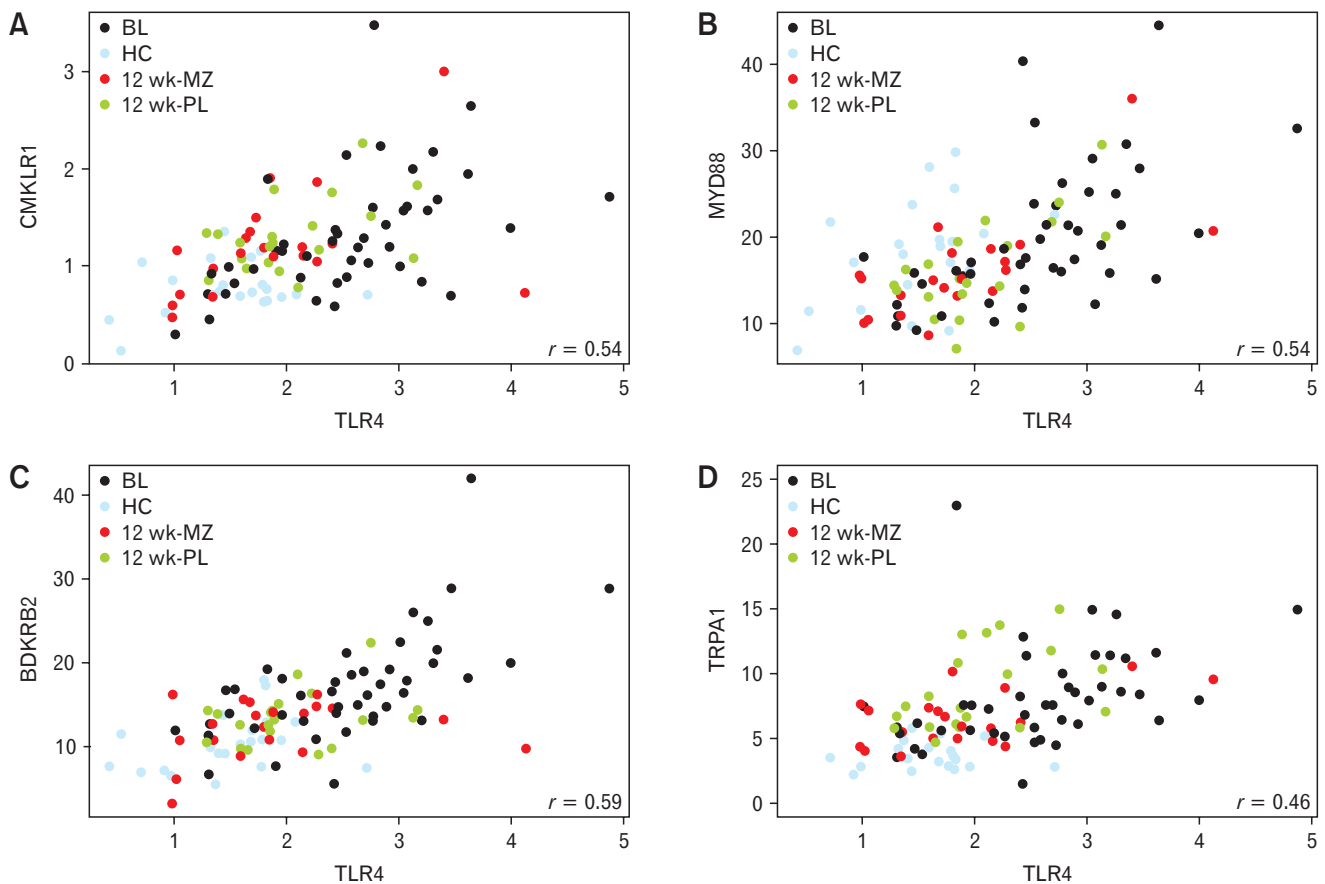 A
BL
HC
12 wk-MZ
12 wk-PL
CMKLR1
3
2
1
0
r = 0.54
1 2 3 4 5
TLR4
B
BL
HC
12 wk-MZ
12 wk-PL
MYD88
40
30
20
10
r = 0.54
1 2 3 4 5
TLR4
C
BL
HC
12 wk-MZ
12 wk-PL
BDKRB2
40
30
20
10
r = 0.59
1 2 3 4 5
TLR4
D
BL
HC
12 wk-MZ
12 wk-PL
TRPA1
25
20
15
10
5
0
r = 0.46
1 2 3 4 5
TLR4